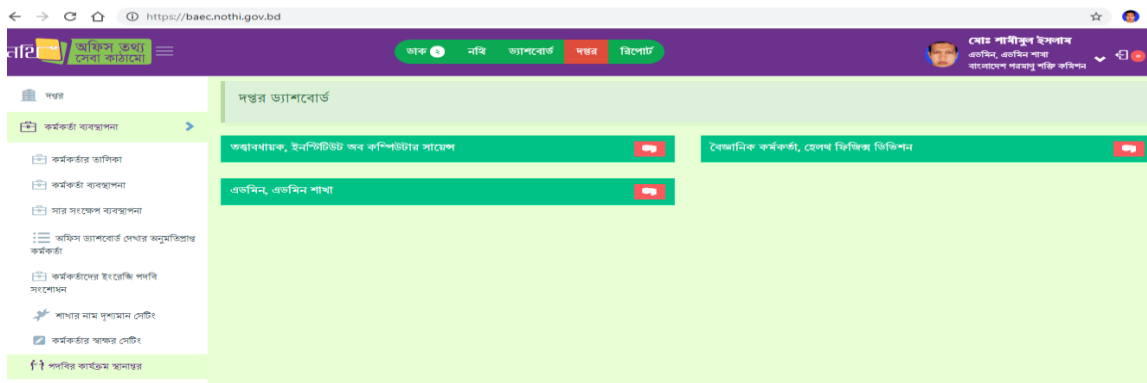 https://baec.nothi.gov.bd
নথি অফিস তথ্য
সেবা কাঠামো
ডাক ২ নথি ড্যাশবোর্ড দপ্তর রিপোর্ট
মোঃ শামীমুল ইসলাম
এডমিন, এডমিন শাখা
বাংলাদেশ পরমাণু শক্তি কমিশন
দপ্তর
দপ্তর ড্যাশবোর্ড
কর্মকর্তা ব্যবস্থাপনা
তত্ত্বাবধায়ক, ইনস্টিটিউট অব কম্পিউটার সায়েন্স
বৈজ্ঞানিক কর্মকর্তা, হেলথ ফিজিক্স ডিভিশন
কর্মকর্তার তালিকা
কর্মকর্তা ব্যবস্থাপনা
এডমিন, এডমিন শাখা
সার সংক্ষেপ ব্যবস্থাপনা
অফিস ড্যাশবোর্ড দেখার অনুমতিপ্রাপ্ত
কর্মকর্তা
কর্মকর্তাদের ইংরেজি পদবি
সংশোধন
শাখার নাম দৃশ্যমান সেটিং
কর্মকর্তার স্বাক্ষর সেটিং
পদবির কার্যক্রম স্থানান্তর